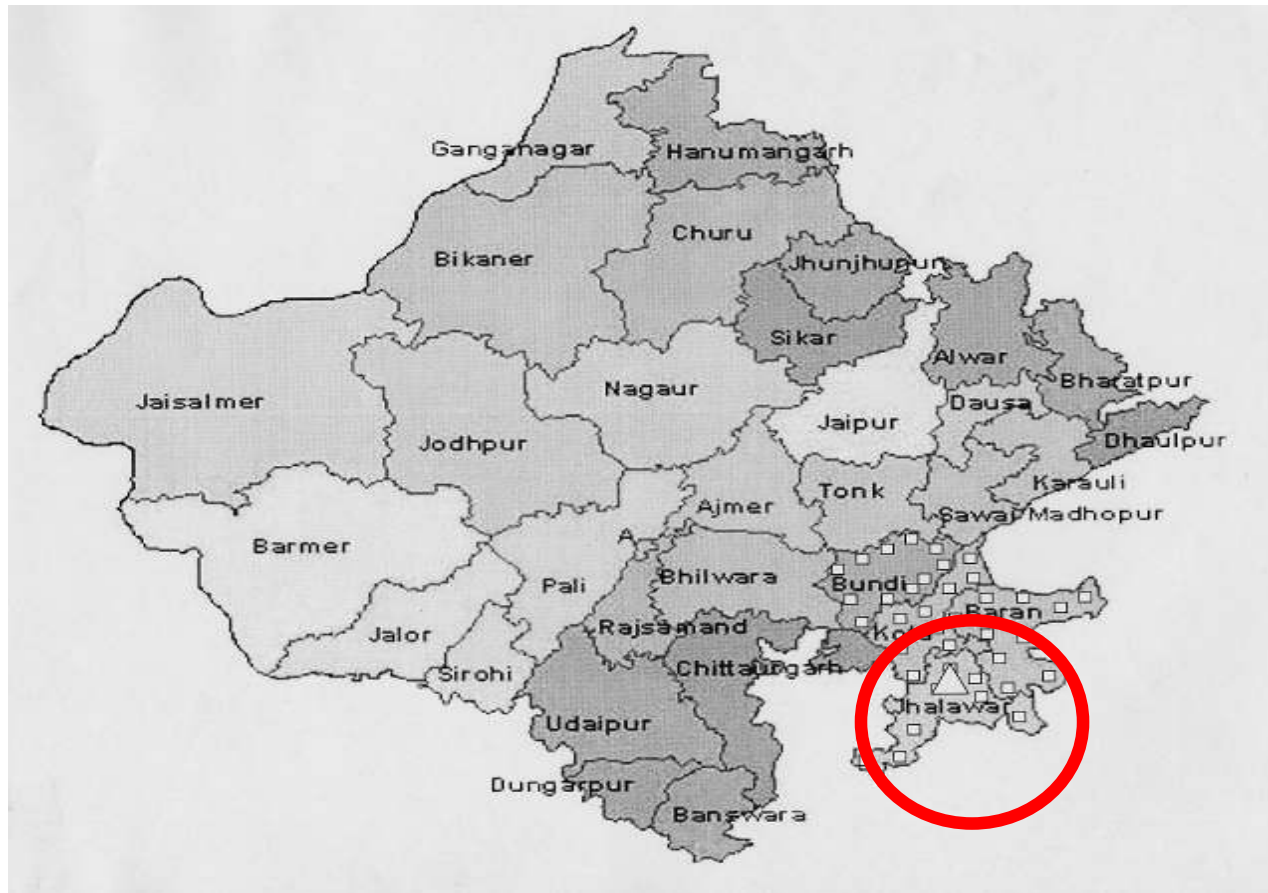 Ganganagar
Hanumangarh
Churu
Bikaner
Jhunjhunun
Sikar
Alwar
Nagaur
Bharatpur
Jaisalmer
Dausa
Jaipur
Dhaulpur
Jodhpur
Karauli
Tonk
Ajmer
Sawai Madhopur
A
Barmer
Bhilwara
Bundi
Pali
Baran
Rajsamand
Kota
Jalor
Chittaurgarh
Sirohi
Jhalawar
Udaipur
Dungarpur
Banswara